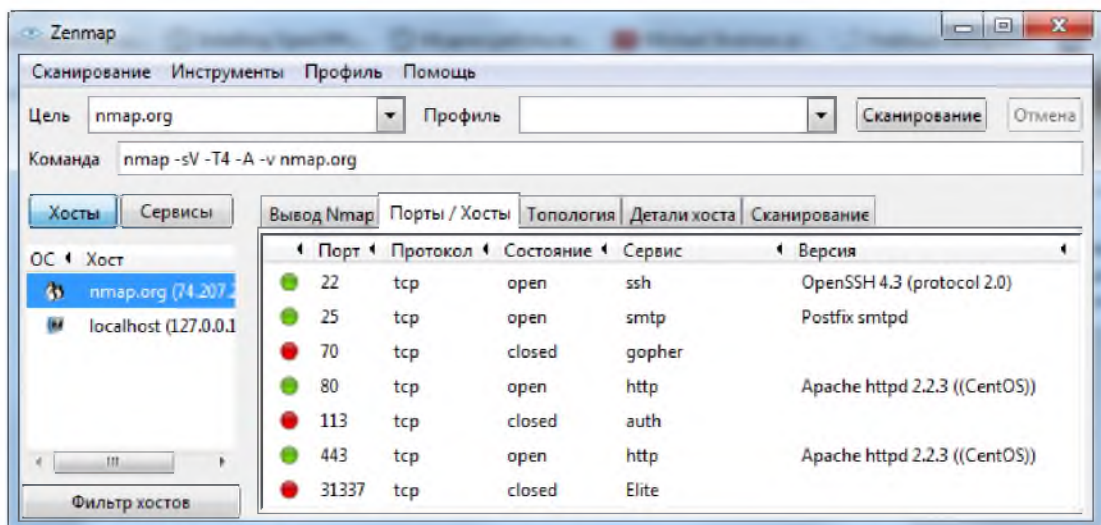 Zenmap
Сканирование Инструменты Профиль Помощь
Цель nmap.org Профиль Сканирование Отмена
Команда nmap -sV -T4 -A -v nmap.org
Хосты Сервисы Вывод Nmap Порты / Хосты Топология Детали хоста Сканирование
ОС Хост Порт Протокол Состояние Сервис Версия
nmap.org (74.207.
localhost (127.0.0.1
22 tcp open ssh OpenSSH 4.3 (protocol 2.0)
25 tcp open smtp Postfix smtpd
70 tcp closed gopher
80 tcp open http Apache httpd 2.2.3 ((CentOS))
113 tcp closed auth
443 tcp open http Apache httpd 2.2.3 ((CentOS))
31337 tcp closed Elite
Фильтр хостов